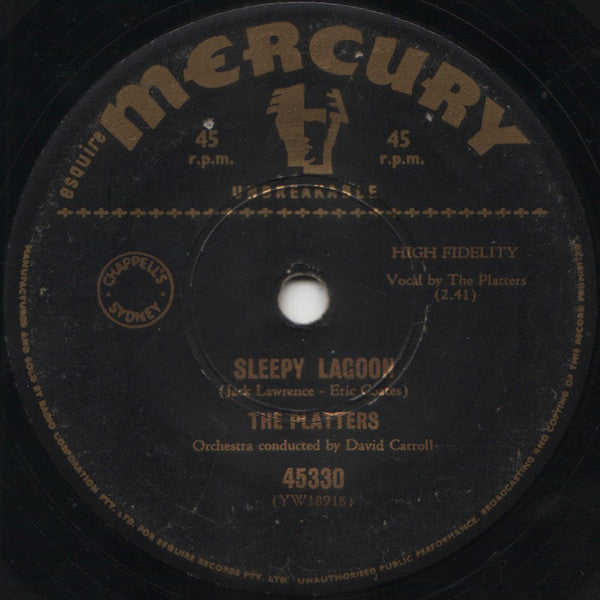 esquire
MERCURY
45
r.p.m.
45
r.p.m.
UNBREAKABLE
HIGH FIDELITY
Vocal by The Platters
(2.41)
CHAPPELL'S
SYDNEY
SLEEPY LAGOON
(Jack Lawrence - Eric Coates)
THE PLATTERS
Orchestra conducted by David Carroll
45330
(YW18918)
MANUFACTURED AND SOLD BY RADIO CORPORATION PTY. LTD. FOR ESQUIRE RECORDS PTY. LTD. UNAUTHORISED PUBLIC PERFORMANCE, BROADCASTING AND COPYING OF THIS RECORD PROHIBITED